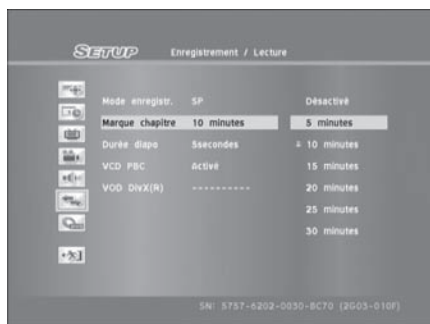 SETUP Enregistrement / Lecture
Mode enregistr. SP Désactivé
Marque chapitre 10 minutes 5 minutes
Durée diapo 5secondes 10 minutes
VCD PBC Activé 15 minutes
VOD DivX(R) ---------- 20 minutes
25 minutes
30 minutes
SN: 5757-6202-0030-BC70 (2G03-010F)